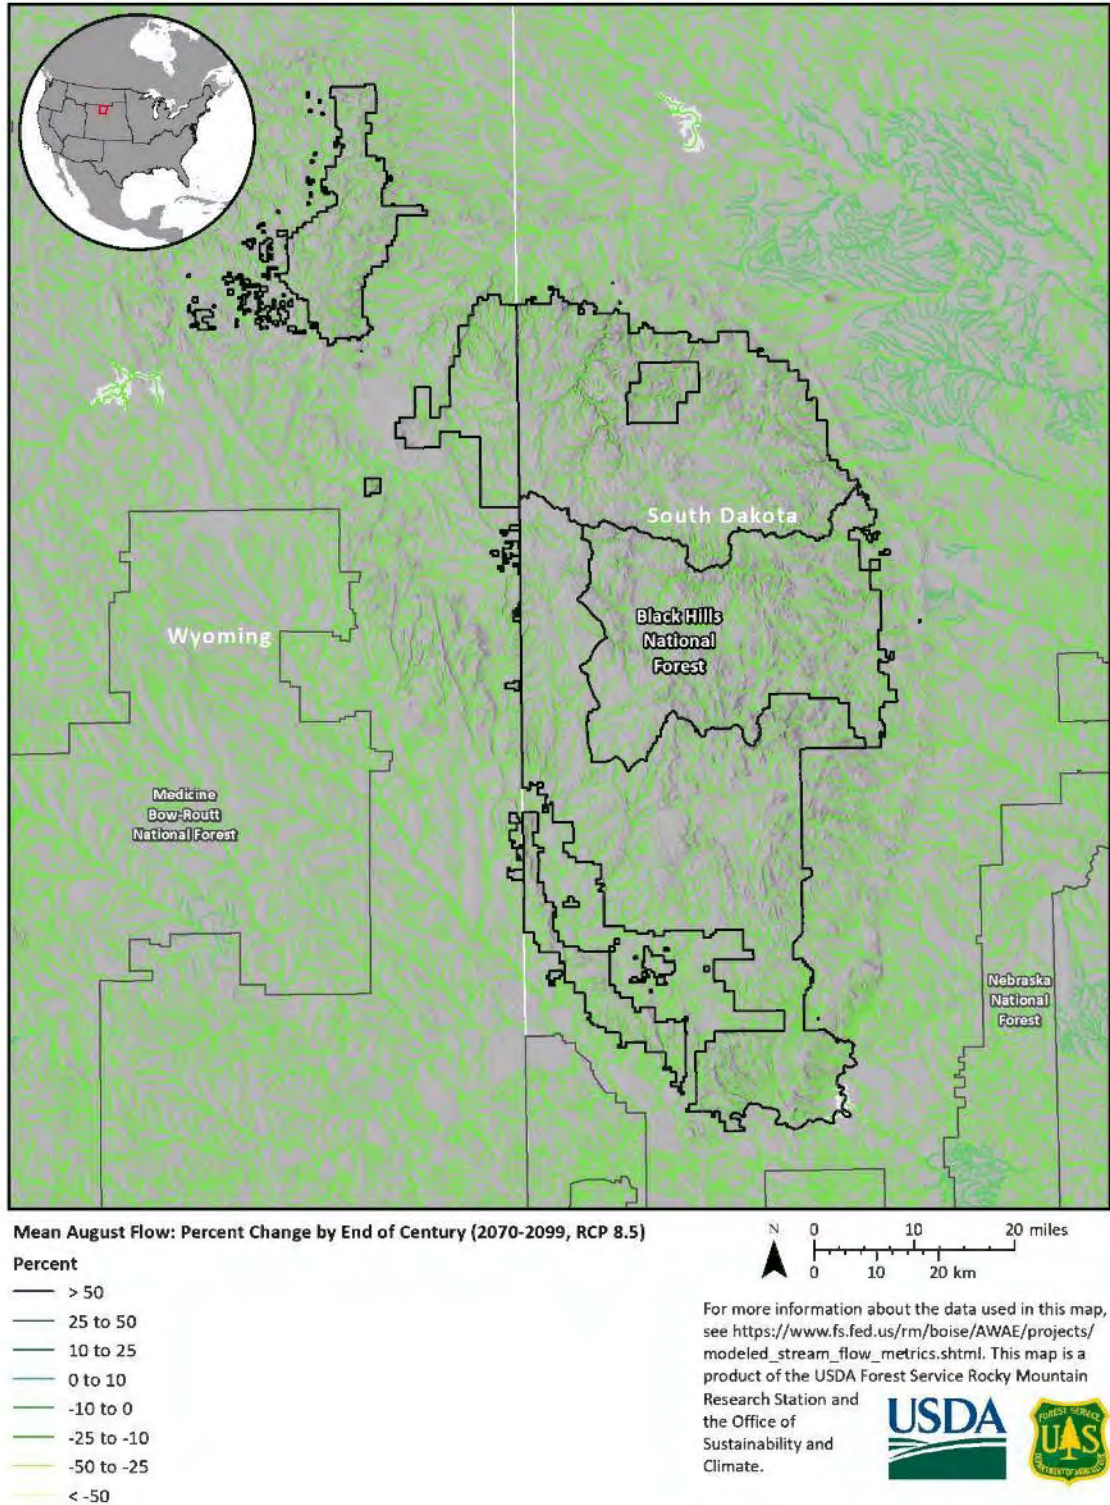 South Dakota
Black Hills
National
Forest
Wyoming
Medicine
Bow-Routt
National Forest
Nebraska
National
Forest
Mean August Flow: Percent Change by End of Century (2070-2099, RCP 8.5)
Percent
> 50
25 to 50
10 to 25
0 to 10
-10 to 0
-25 to -10
-50 to -25
< -50
N
0 10 20 miles
0 10 20 km
For more information about the data used in this map,
see https://www.fs.fed.us/rm/boise/AWAE/projects/
modeled_stream_flow_metrics.shtml. This map is a
product of the USDA Forest Service Rocky Mountain
Research Station and
the Office of
Sustainability and
Climate.
USDA
FOREST SERVICE
UAS
DEPARTMENT OF AGRICULTURE